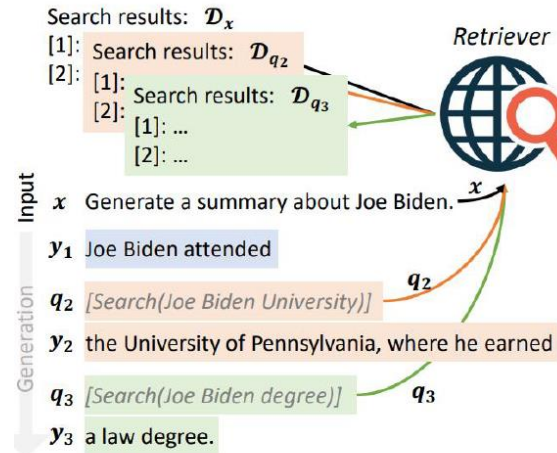 Search results: 𝓓x
[1]:
[2]:
Search results: 𝓓q2
[1]:
[2]:
Search results: 𝓓q3
[1]: ...
[2]: ...
Retriever
Input
x Generate a summary about Joe Biden.
x
y1 Joe Biden attended
Generation
q2 [Search(Joe Biden University)]
q2
y2 the University of Pennsylvania, where he earned
q3 [Search(Joe Biden degree)]
q3
y3 a law degree.